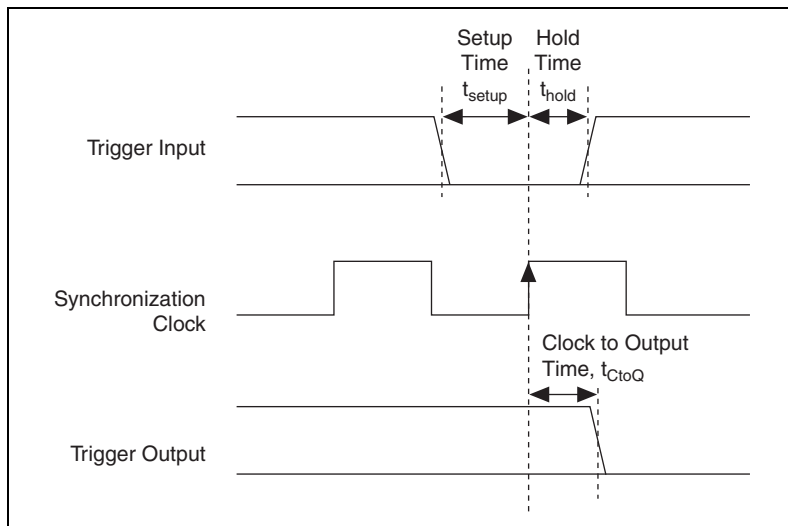 Setup
Time
t_setup
Hold
Time
t_hold
Trigger Input
Synchronization
Clock
Clock to Output
Time, t_CtoQ
Trigger Output